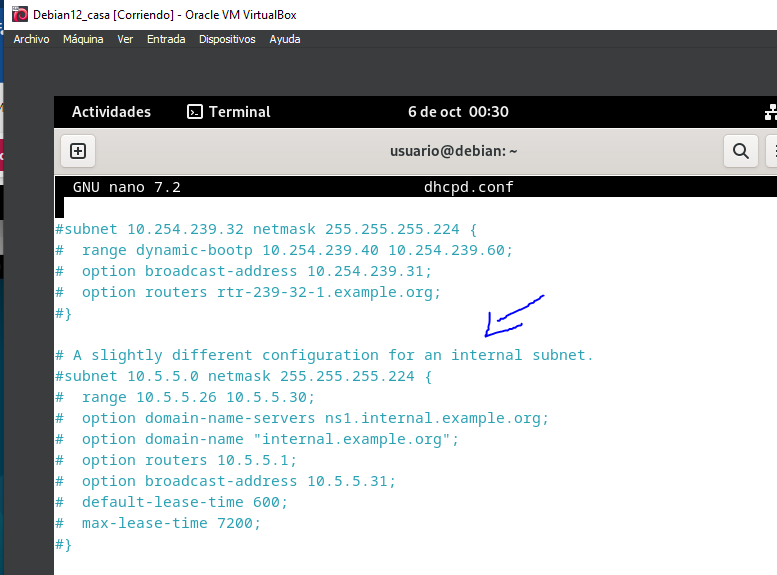 Debian12_casa [Corriendo] - Oracle VM VirtualBox
Archivo Máquina Ver Entrada Dispositivos Ayuda
Actividades Terminal 6 de oct 00:30
usuario@debian: ~
GNU nano 7.2 dhcpd.conf
#subnet 10.254.239.32 netmask 255.255.255.224 {
#  range dynamic-bootp 10.254.239.40 10.254.239.60;
#  option broadcast-address 10.254.239.31;
#  option routers rtr-239-32-1.example.org;
#}
# A slightly different configuration for an internal subnet.
#subnet 10.5.5.0 netmask 255.255.255.224 {
#  range 10.5.5.26 10.5.5.30;
#  option domain-name-servers ns1.internal.example.org;
#  option domain-name "internal.example.org";
#  option routers 10.5.5.1;
#  option broadcast-address 10.5.5.31;
#  default-lease-time 600;
#  max-lease-time 7200;
#}